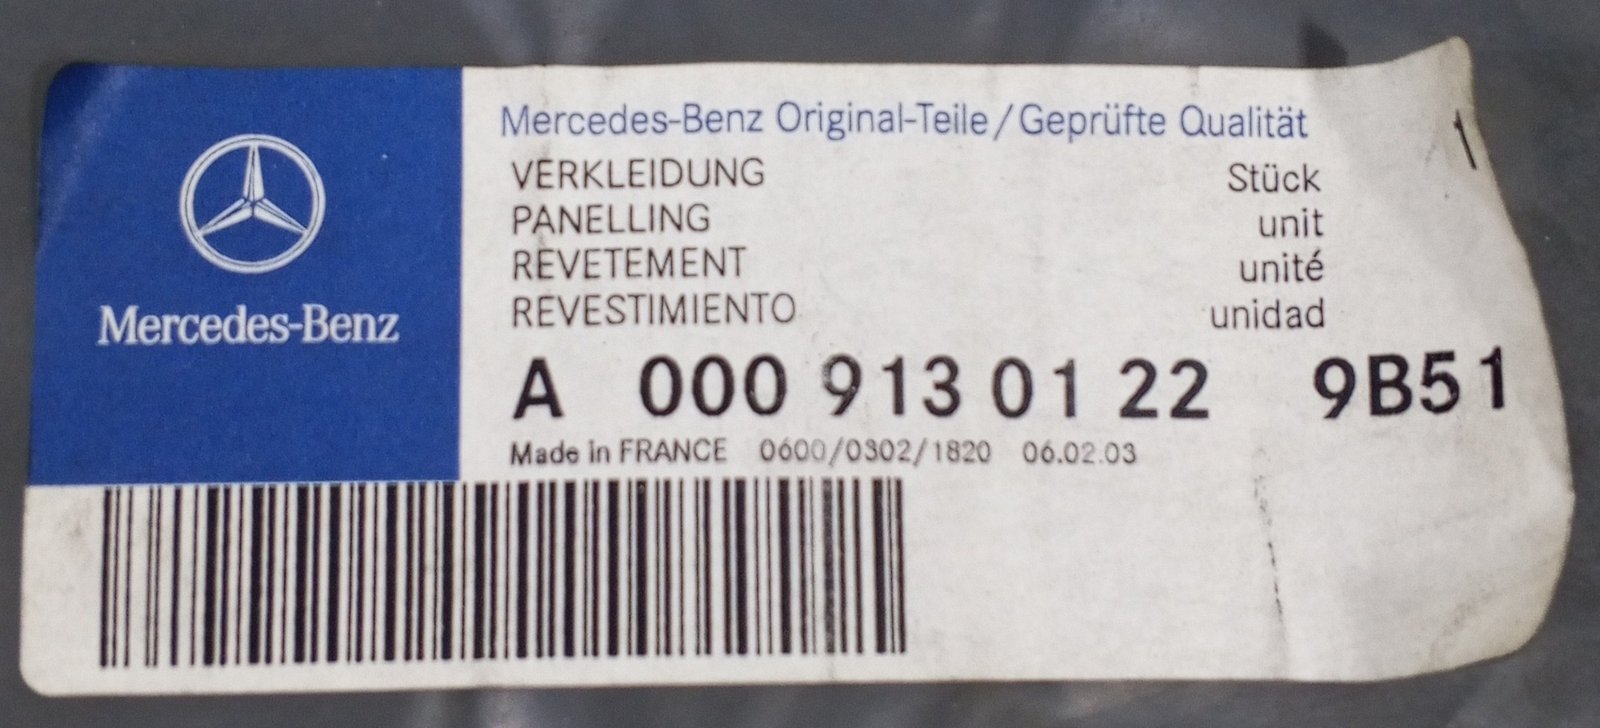 Mercedes-Benz
Mercedes-Benz Original-Teile/Geprüfte Qualität
VERKLEIDUNG Stück 1
PANELLING unit
REVETEMENT unité
REVESTIMIENTO unidad
A 000 913 01 22 9B51
Made in FRANCE 0600/0302/1820 06.02.03